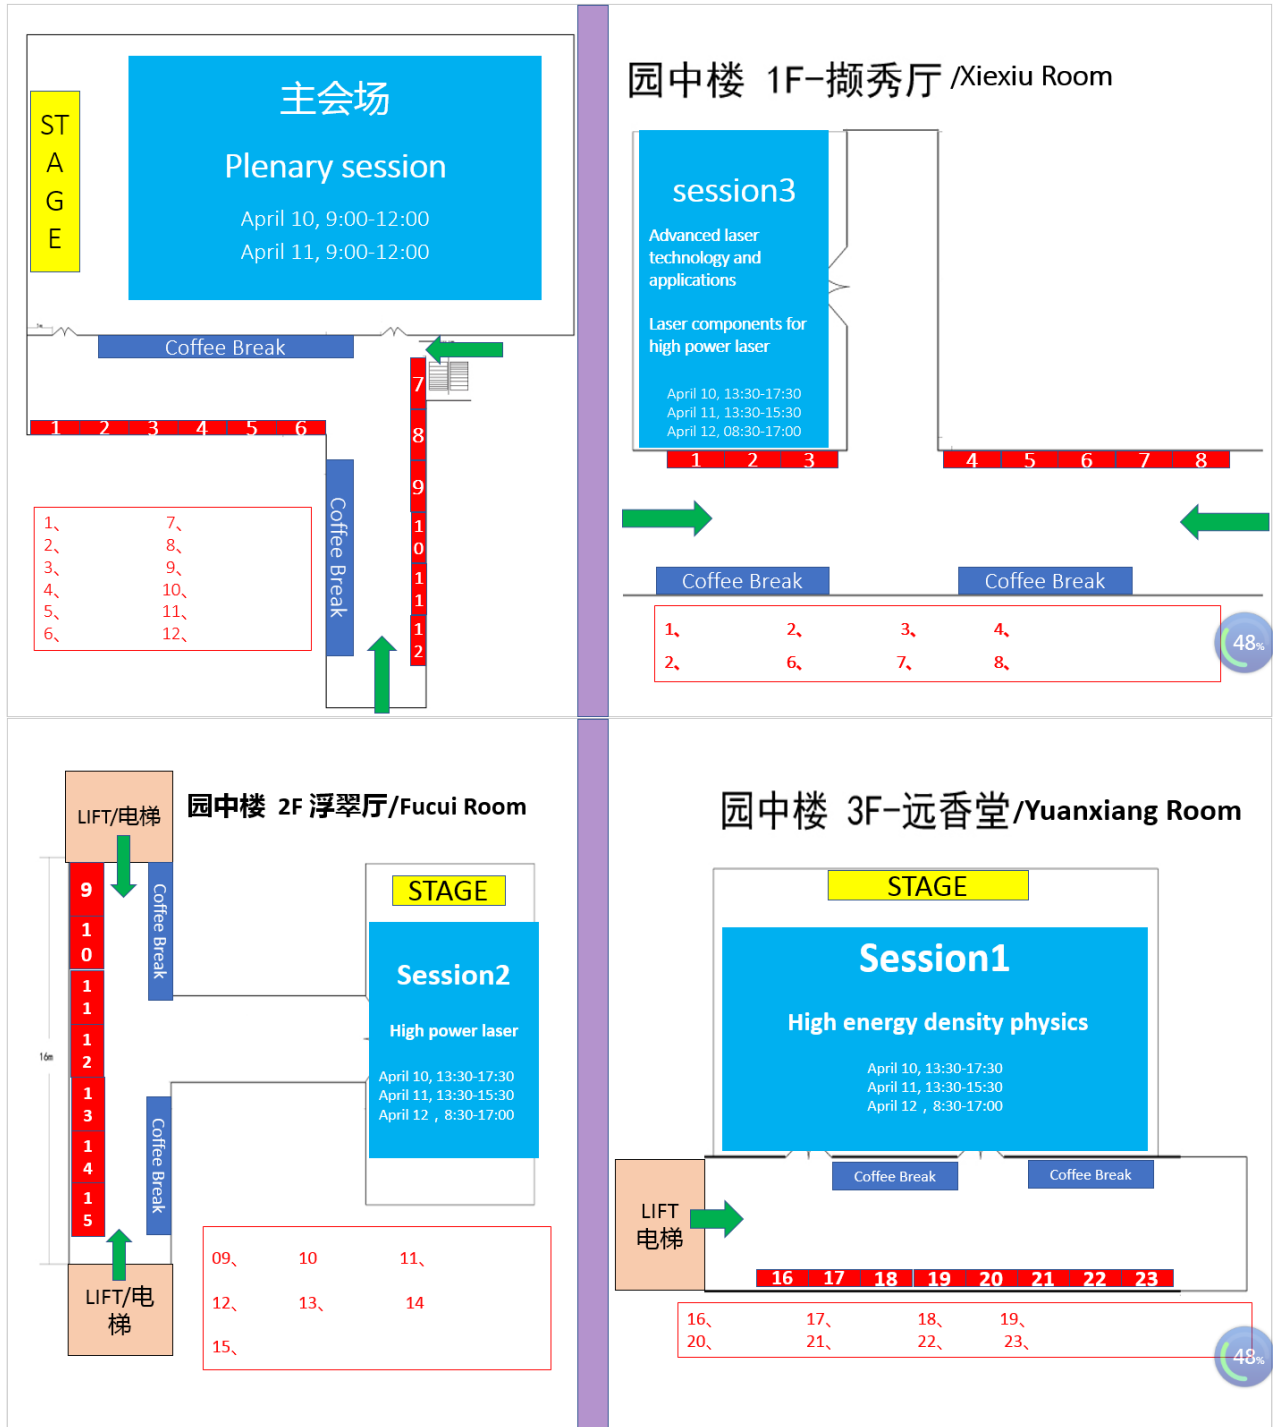 主会场
Plenary session
April 10, 9:00-12:00
April 11, 9:00-12:00
STAGE
Coffee Break
1 2 3 4 5 6
7
8
9
10
11
12
Coffee Break
1、 7、
2、 8、
3、 9、
4、 10、
5、 11、
6、 12、
园中楼 1F-撷秀厅/Xiexiu Room
session3
Advanced laser
technology and
applications
Laser components for
high power laser
April 10, 13:30-17:30
April 11, 13:30-15:30
April 12, 08:30-17:00
1 2 3 4 5 6 7 8
Coffee Break Coffee Break
1、 2、 3、 4、
2、 6、 7、 8、
48%
园中楼 2F 浮翠厅/Fucui Room
LIFT/电梯
9
10
11
12
13
14
15
Coffee Break
Coffee Break
16m
STAGE
Session2
High power laser
April 10, 13:30-17:30
April 11, 13:30-15:30
April 12 , 8:30-17:00
LIFT/电
梯
09、 10 11、
12、 13、 14
15、
园中楼 3F-远香堂/Yuanxiang Room
STAGE
Session1
High energy density physics
April 10, 13:30-17:30
April 11, 13:30-15:30
April 12 , 8:30-17:00
Coffee Break Coffee Break
LIFT
电梯
16 17 18 19 20 21 22 23
16、 17、 18、 19、
20、 21、 22、 23、
48%